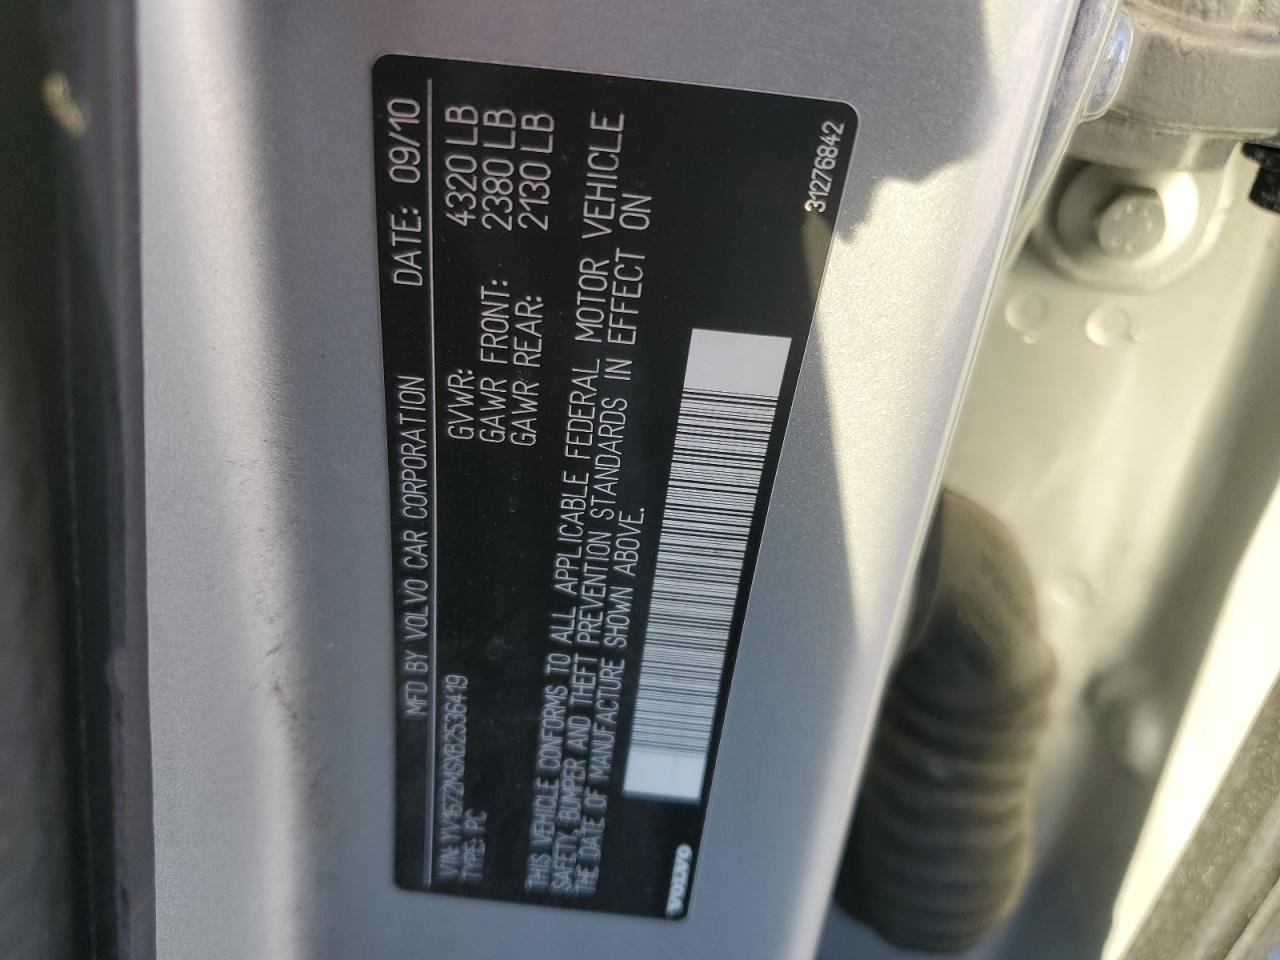 MFD BY VOLVO CAR CORPORATION DATE: 09/10
VIN: YV1672MSXB2536419 GVWR: 4320 LB
TYPE: PC GAWR FRONT: 2380 LB
GAWR REAR: 2130 LB
THIS VEHICLE CONFORMS TO ALL APPLICABLE FEDERAL MOTOR VEHICLE
SAFETY, BUMPER AND THEFT PREVENTION STANDARDS IN EFFECT ON
THE DATE OF MANUFACTURE SHOWN ABOVE.
VOLVO 31276842